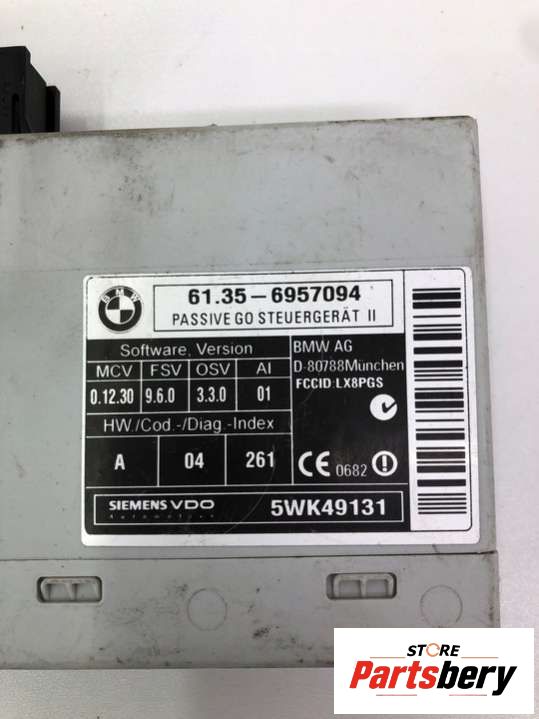 BMW
61.35-6957094
PASSIVE GO STEUERGERÄT II
Software, Version
MCV FSV OSV AI
0.12.30 9.6.0 3.3.0 01
HW./Cod.-/Diag.-Index
A 04 261
BMW AG
D-80788München
FCCID:LX8PGS
CE 0682
SIEMENS VDO
Automotive
5WK49131
STORE
Partsbery